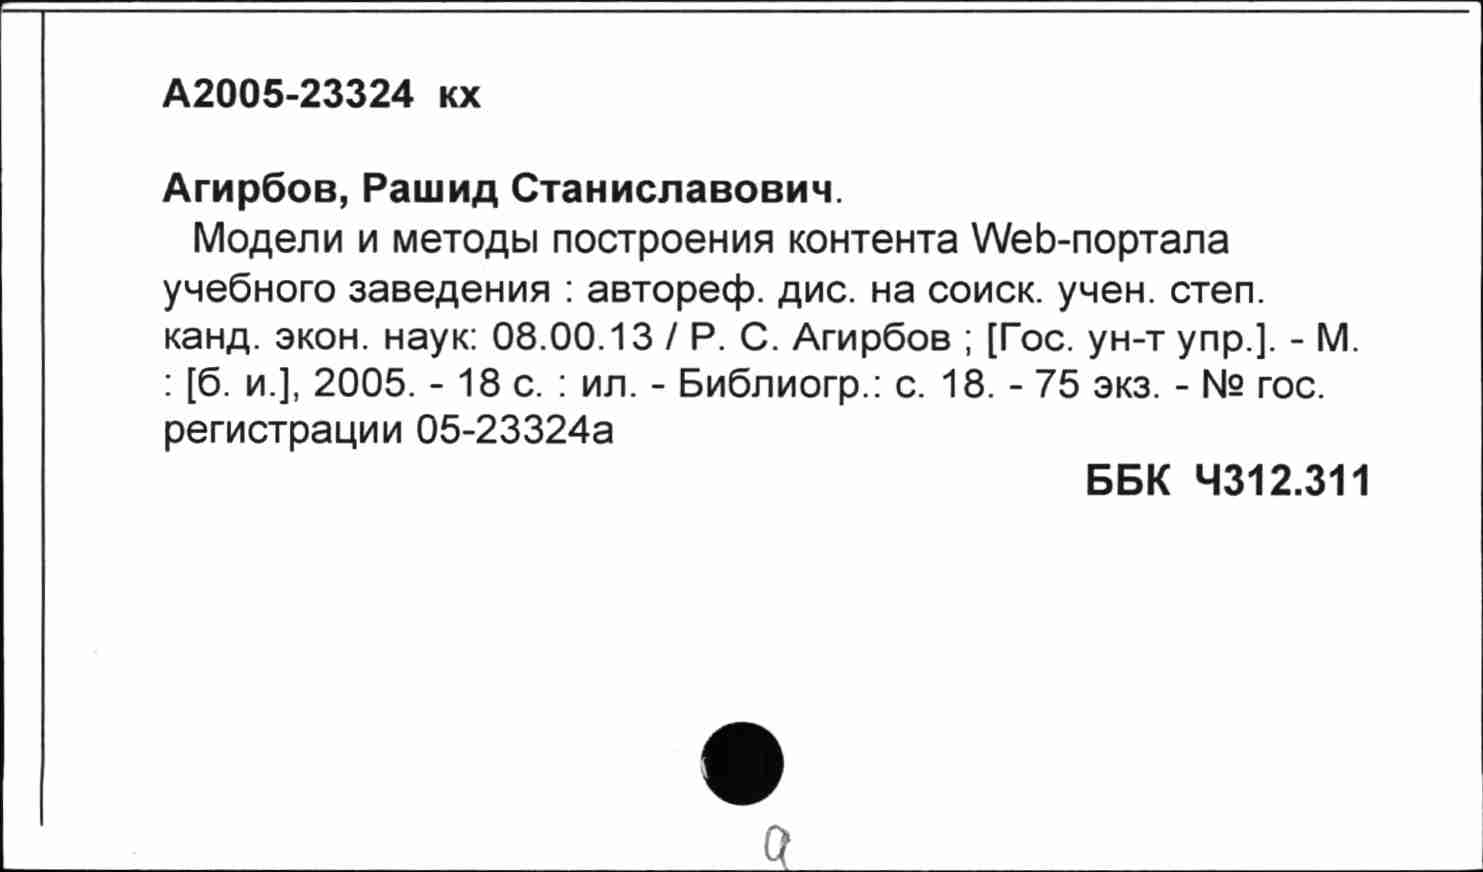 А2005-23324 кх
Агирбов, Рашид Станиславович.
Модели и методы построения контента Web-портала
учебного заведения : автореф. дис. на соиск. учен. степ.
канд. экон. наук: 08.00.13 / Р. С. Агирбов ; [Гос. ун-т упр.]. - М.
: [б. и.], 2005. - 18 с. : ил. - Библиогр.: с. 18. - 75 экз. - № гос.
регистрации 05-23324а
ББК Ч312.311